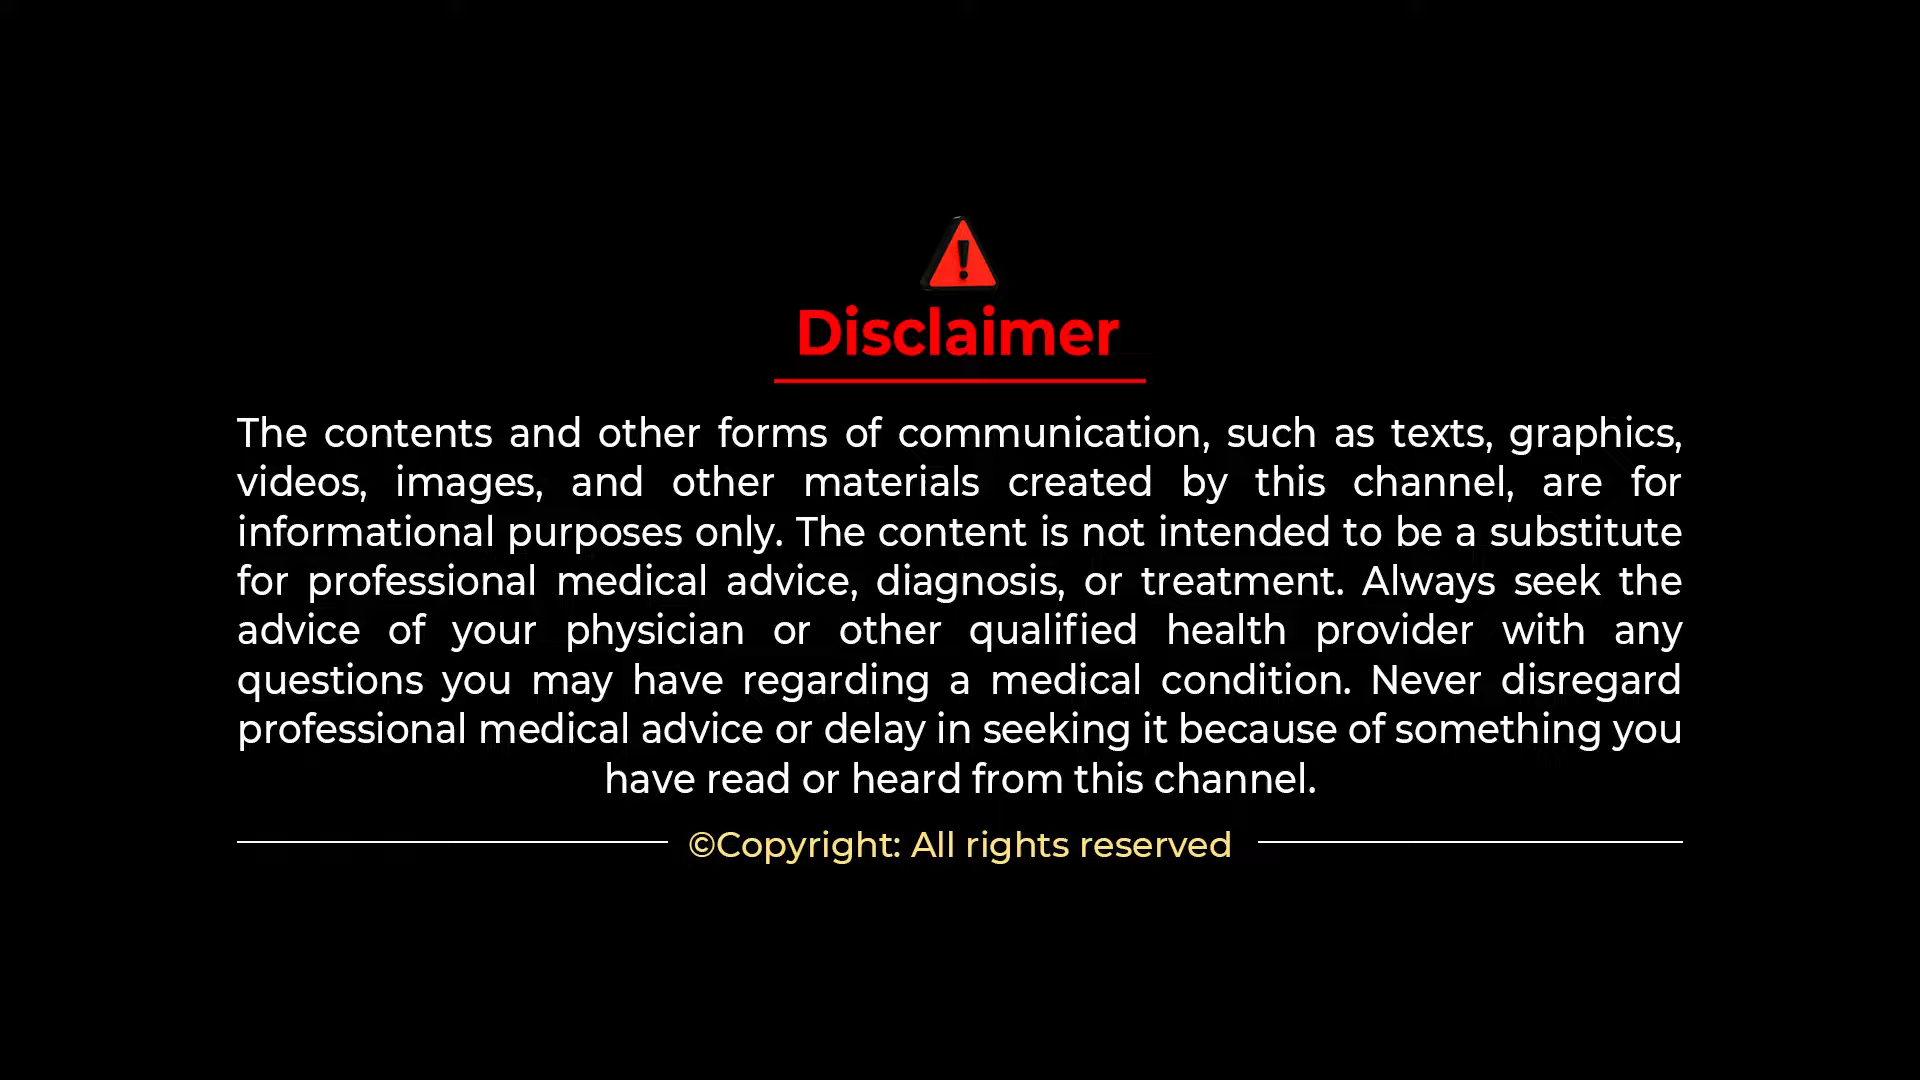 Disclaimer
The contents and other forms of communication, such as texts, graphics,
videos, images, and other materials created by this channel, are for
informational purposes only. The content is not intended to be a substitute
for professional medical advice, diagnosis, or treatment. Always seek the
advice of your physician or other qualified health provider with any
questions you may have regarding a medical condition. Never disregard
professional medical advice or delay in seeking it because of something you
have read or heard from this channel.
©Copyright: All rights reserved